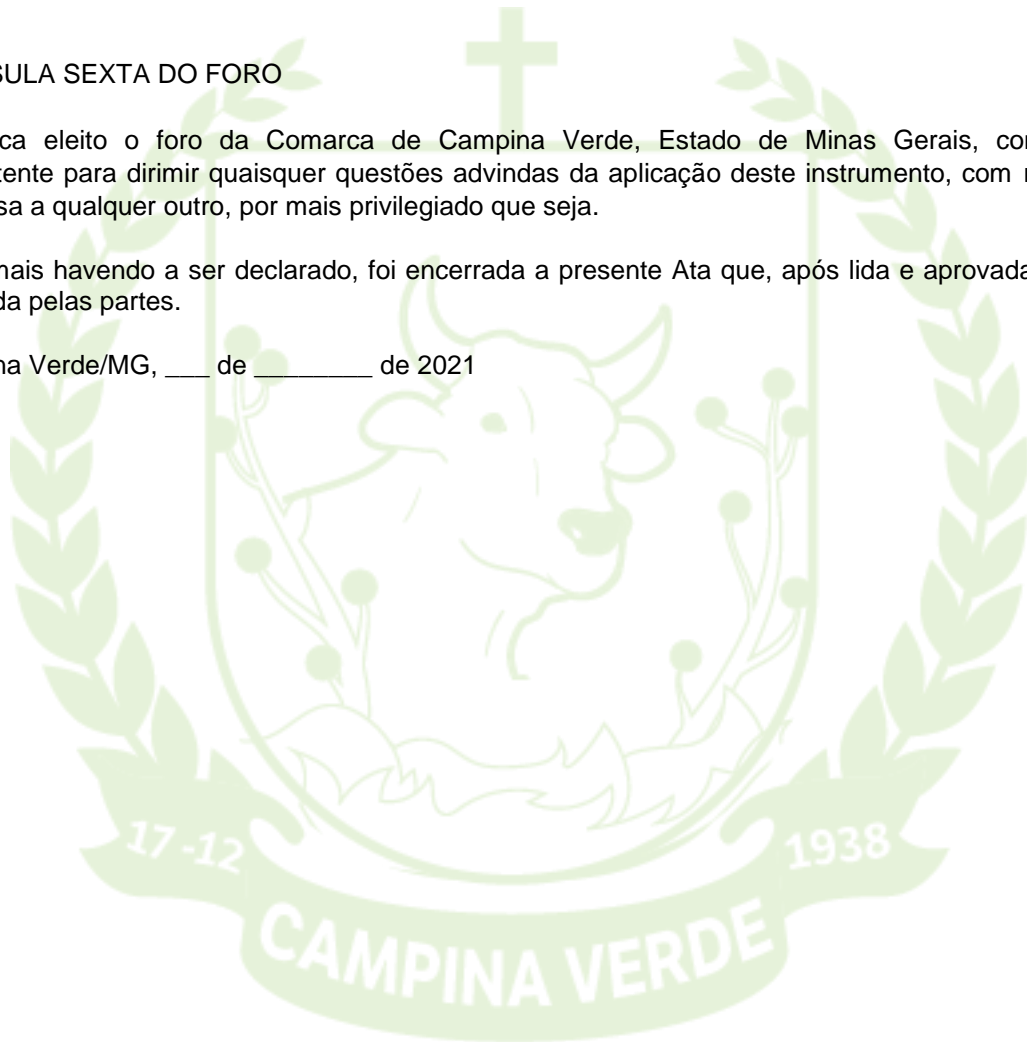 SULA SEXTA DO FORO
ca eleito o foro da Comarca de Campina Verde, Estado de Minas Gerais, co
tente para dirimir quaisquer questões advindas da aplicação deste instrumento, com
sa a qualquer outro, por mais privilegiado que seja.
mais havendo a ser declarado, foi encerrada a presente Ata que, após lida e aprovada
da pelas partes.
na Verde/MG, ___ de ________ de 2021
17-12
1938
CAMPINA VERDE